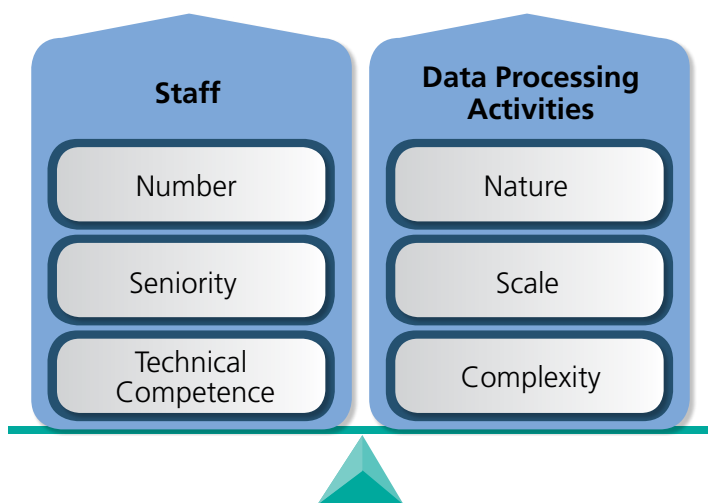 Staff
Number
Seniority
Technical
Competence
Data Processing
Activities
Nature
Scale
Complexity